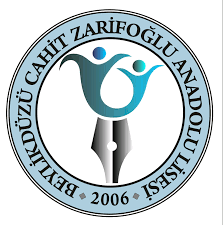 BEYLİKDÜZÜ CAHİT ZARİFOĞLU ANADOLU LİSESİ
2006